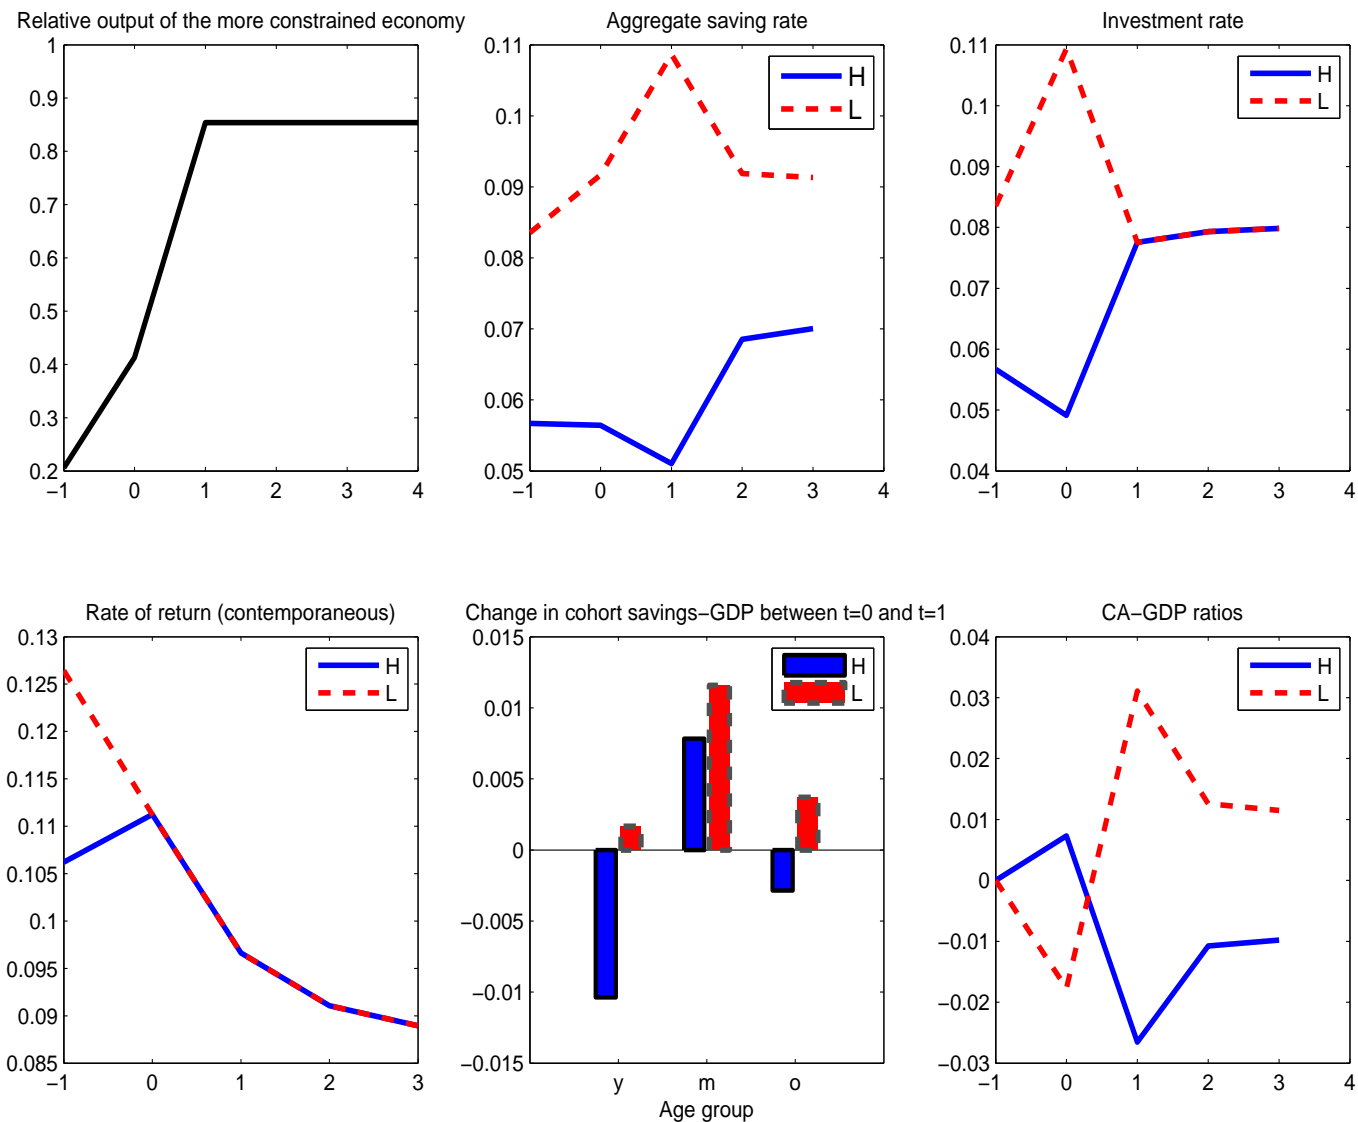 Relative output of the more constrained economy
1
0.9
0.8
0.7
0.6
0.5
0.4
0.3
0.2
−1 0 1 2 3 4
Aggregate saving rate
0.11
0.1
0.09
0.08
0.07
0.06
0.05
−1 0 1 2 3 4
H
L
Investment rate
0.11
0.1
0.09
0.08
0.07
0.06
0.05
0.04
−1 0 1 2 3 4
H
L
Rate of return (contemporaneous)
0.13
0.125
0.12
0.115
0.11
0.105
0.1
0.095
0.09
0.085
−1 0 1 2 3
H
L
Change in cohort savings−GDP between t=0 and t=1
0.015
0.01
0.005
0
−0.005
−0.01
−0.015
y m o
Age group
H
L
CA−GDP ratios
0.04
0.03
0.02
0.01
0
−0.01
−0.02
−0.03
−1 0 1 2 3 4
H
L